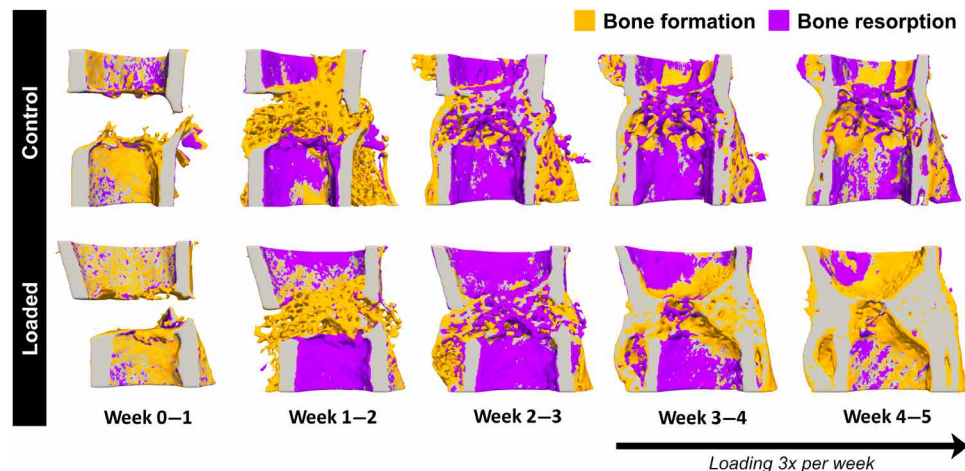 Bone formation
Bone resorption
Control
Loaded
Week 0—1
Week 1—2
Week 2—3
Week 3—4
Week 4—5
Loading 3x per week